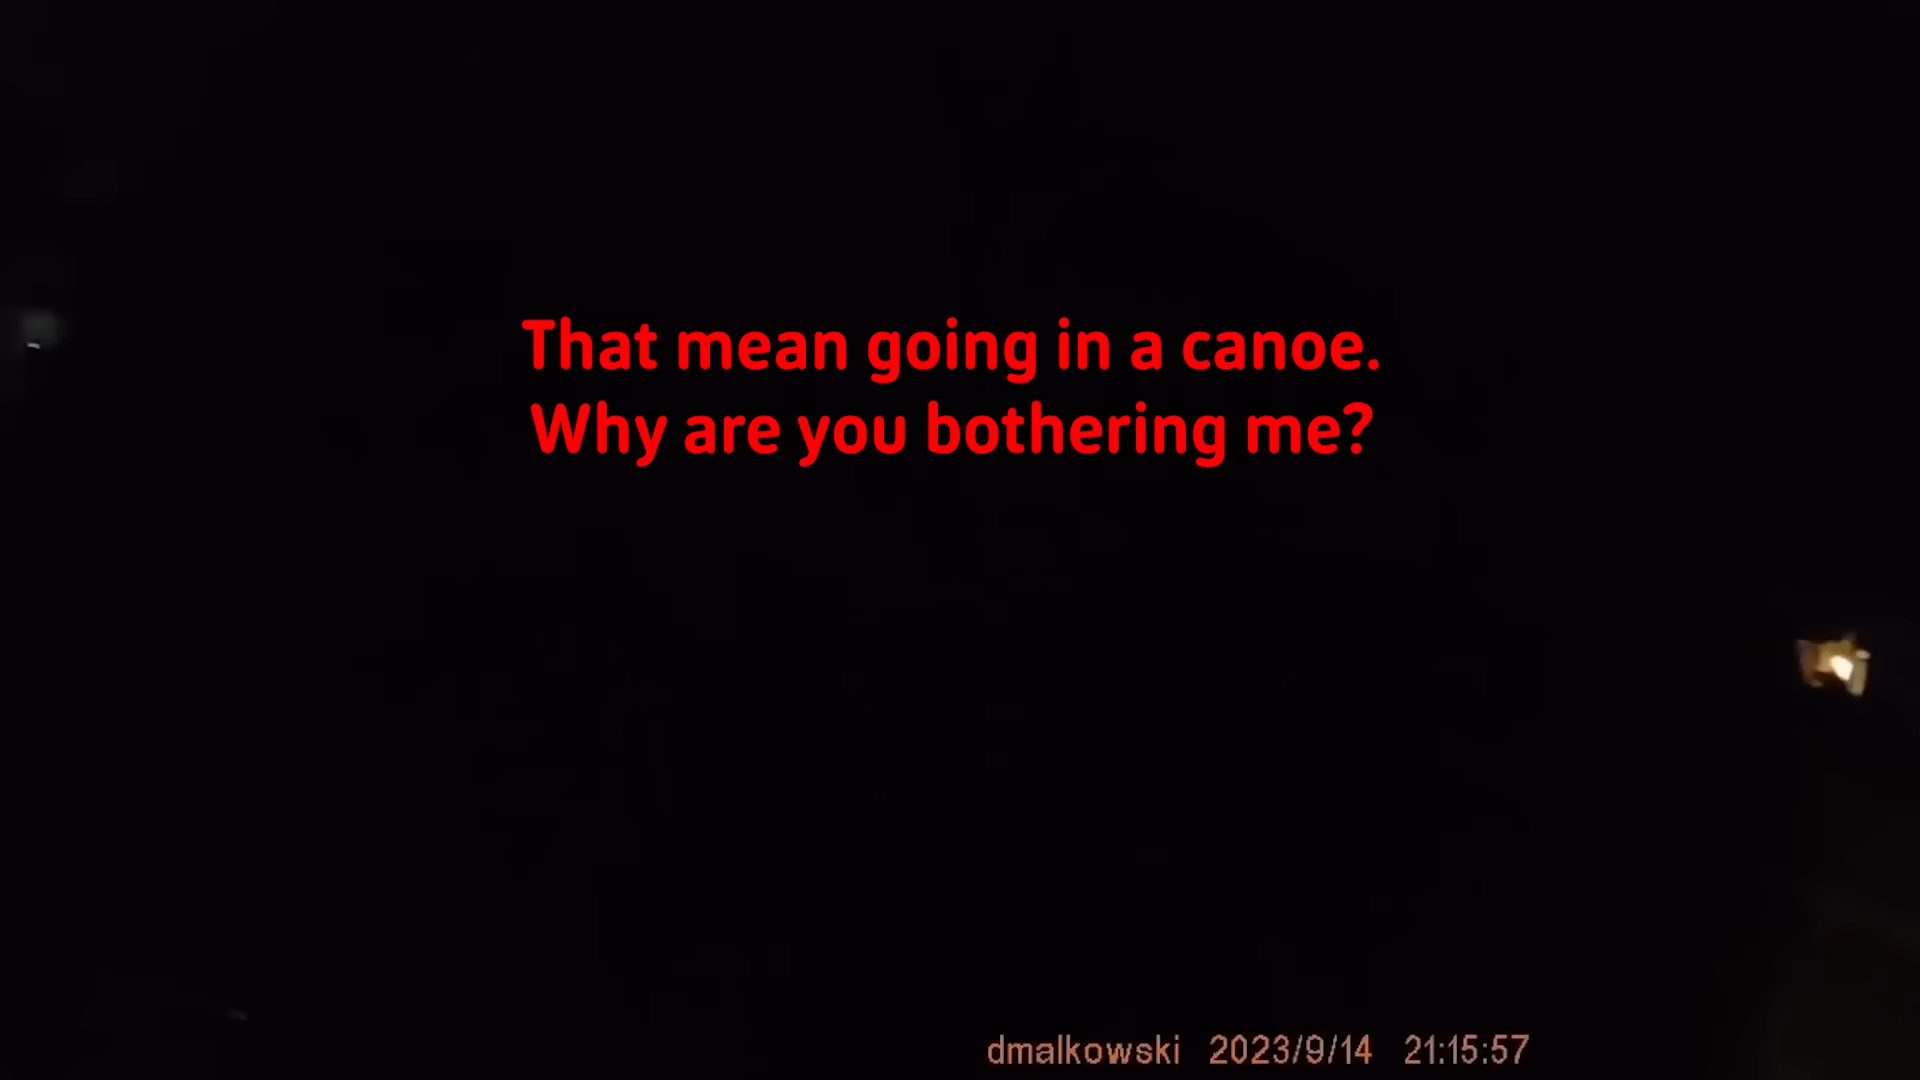 That mean going in a canoe.
Why are you bothering me?
dmalkowski 2023/9/14 21:15:57